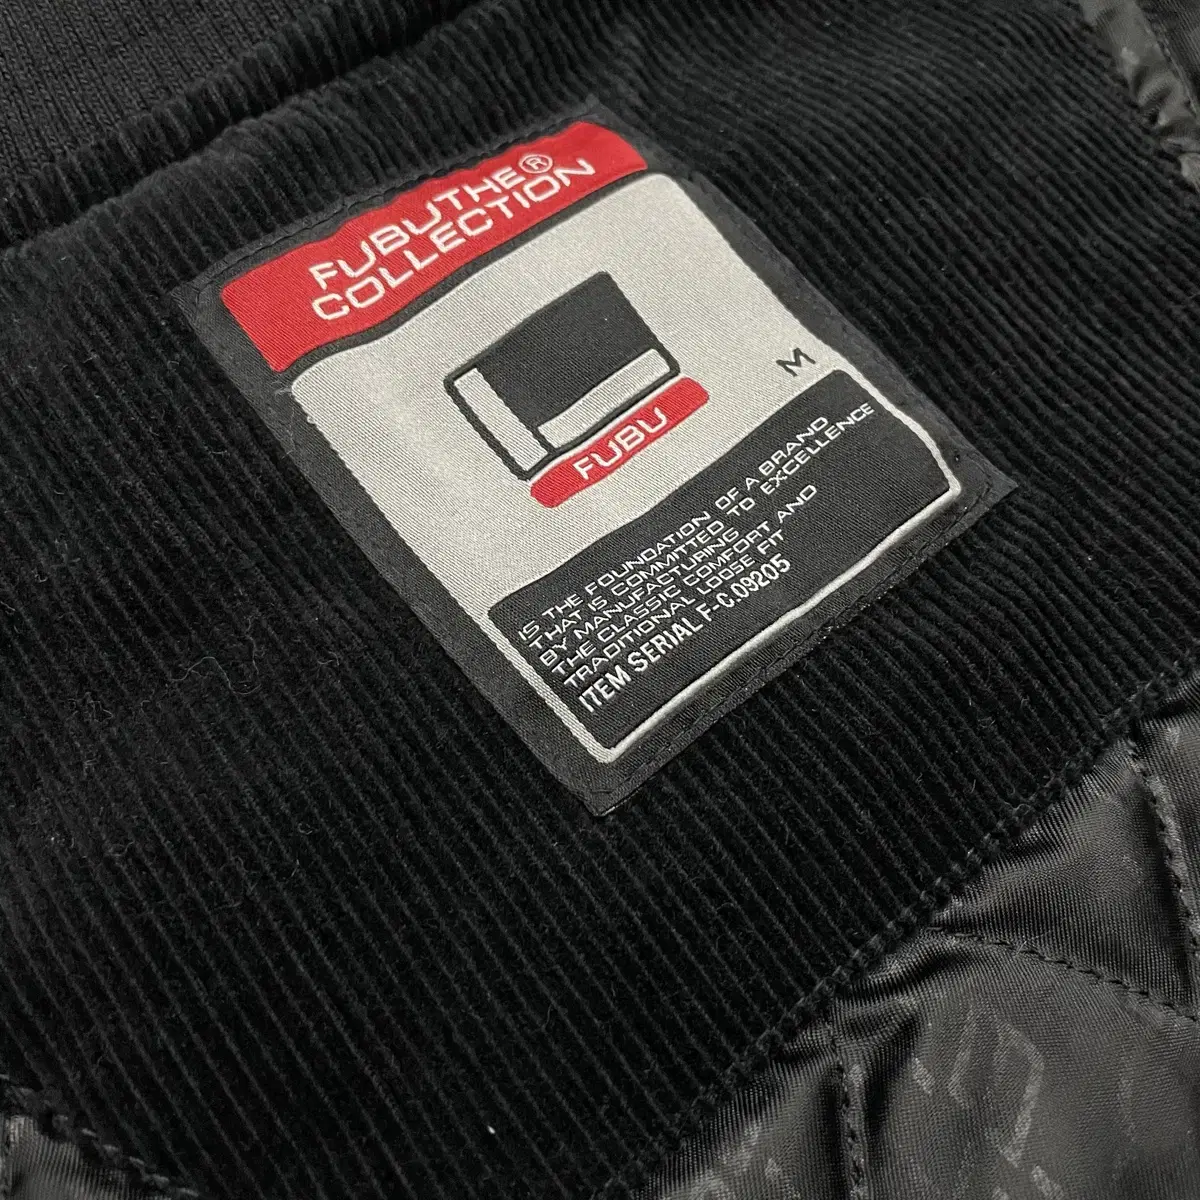 FUBUTHE®
COLLECTION
M
FUBU
IS THE FOUNDATION OF A BRAND
THAT IS COMMITTED TO EXCELLENCE
BY MANUFACTURING
THE CLASSIC COMFORT AND
TRADITIONAL LOOSE FIT
ITEM SERIAL F-C.09205